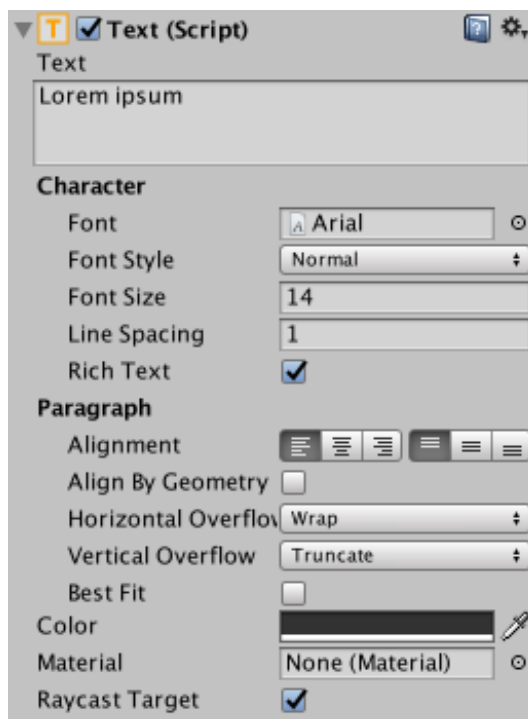 T Text (Script)
Text
Lorem ipsum
Character
Font A Arial
Font Style Normal
Font Size 14
Line Spacing 1
Rich Text
Paragraph
Alignment
Align By Geometry
Horizontal Overflow Wrap
Vertical Overflow Truncate
Best Fit
Color
Material None (Material)
Raycast Target